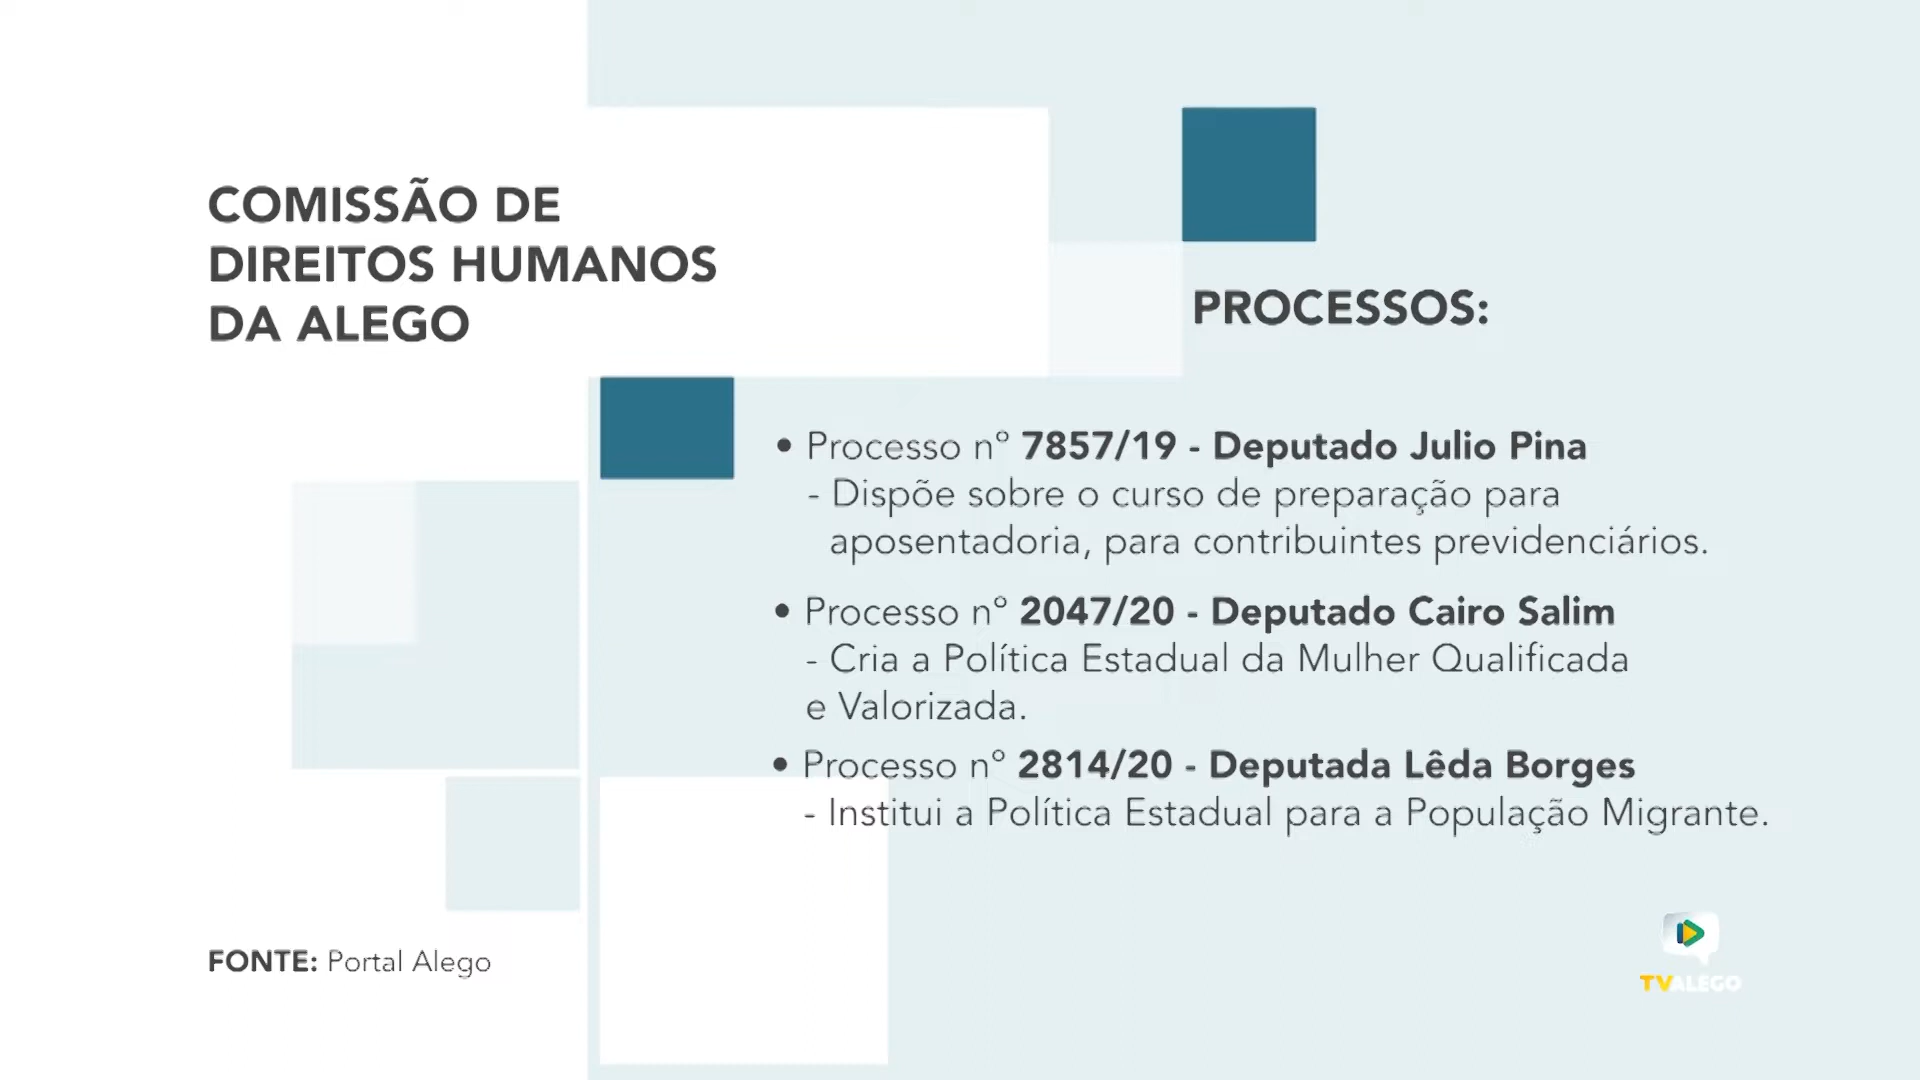 COMISSÃO DE
DIREITOS HUMANOS
DA ALEGO
PROCESSOS:
• Processo nº 7857/19 - Deputado Julio Pina
- Dispõe sobre o curso de preparação para
aposentadoria, para contribuintes previdenciários.
• Processo nº 2047/20 - Deputado Cairo Salim
- Cria a Política Estadual da Mulher Qualificada
e Valorizada.
• Processo nº 2814/20 - Deputada Lêda Borges
- Institui a Política Estadual para a População Migrante.
FONTE: Portal Alego
TVALEGO